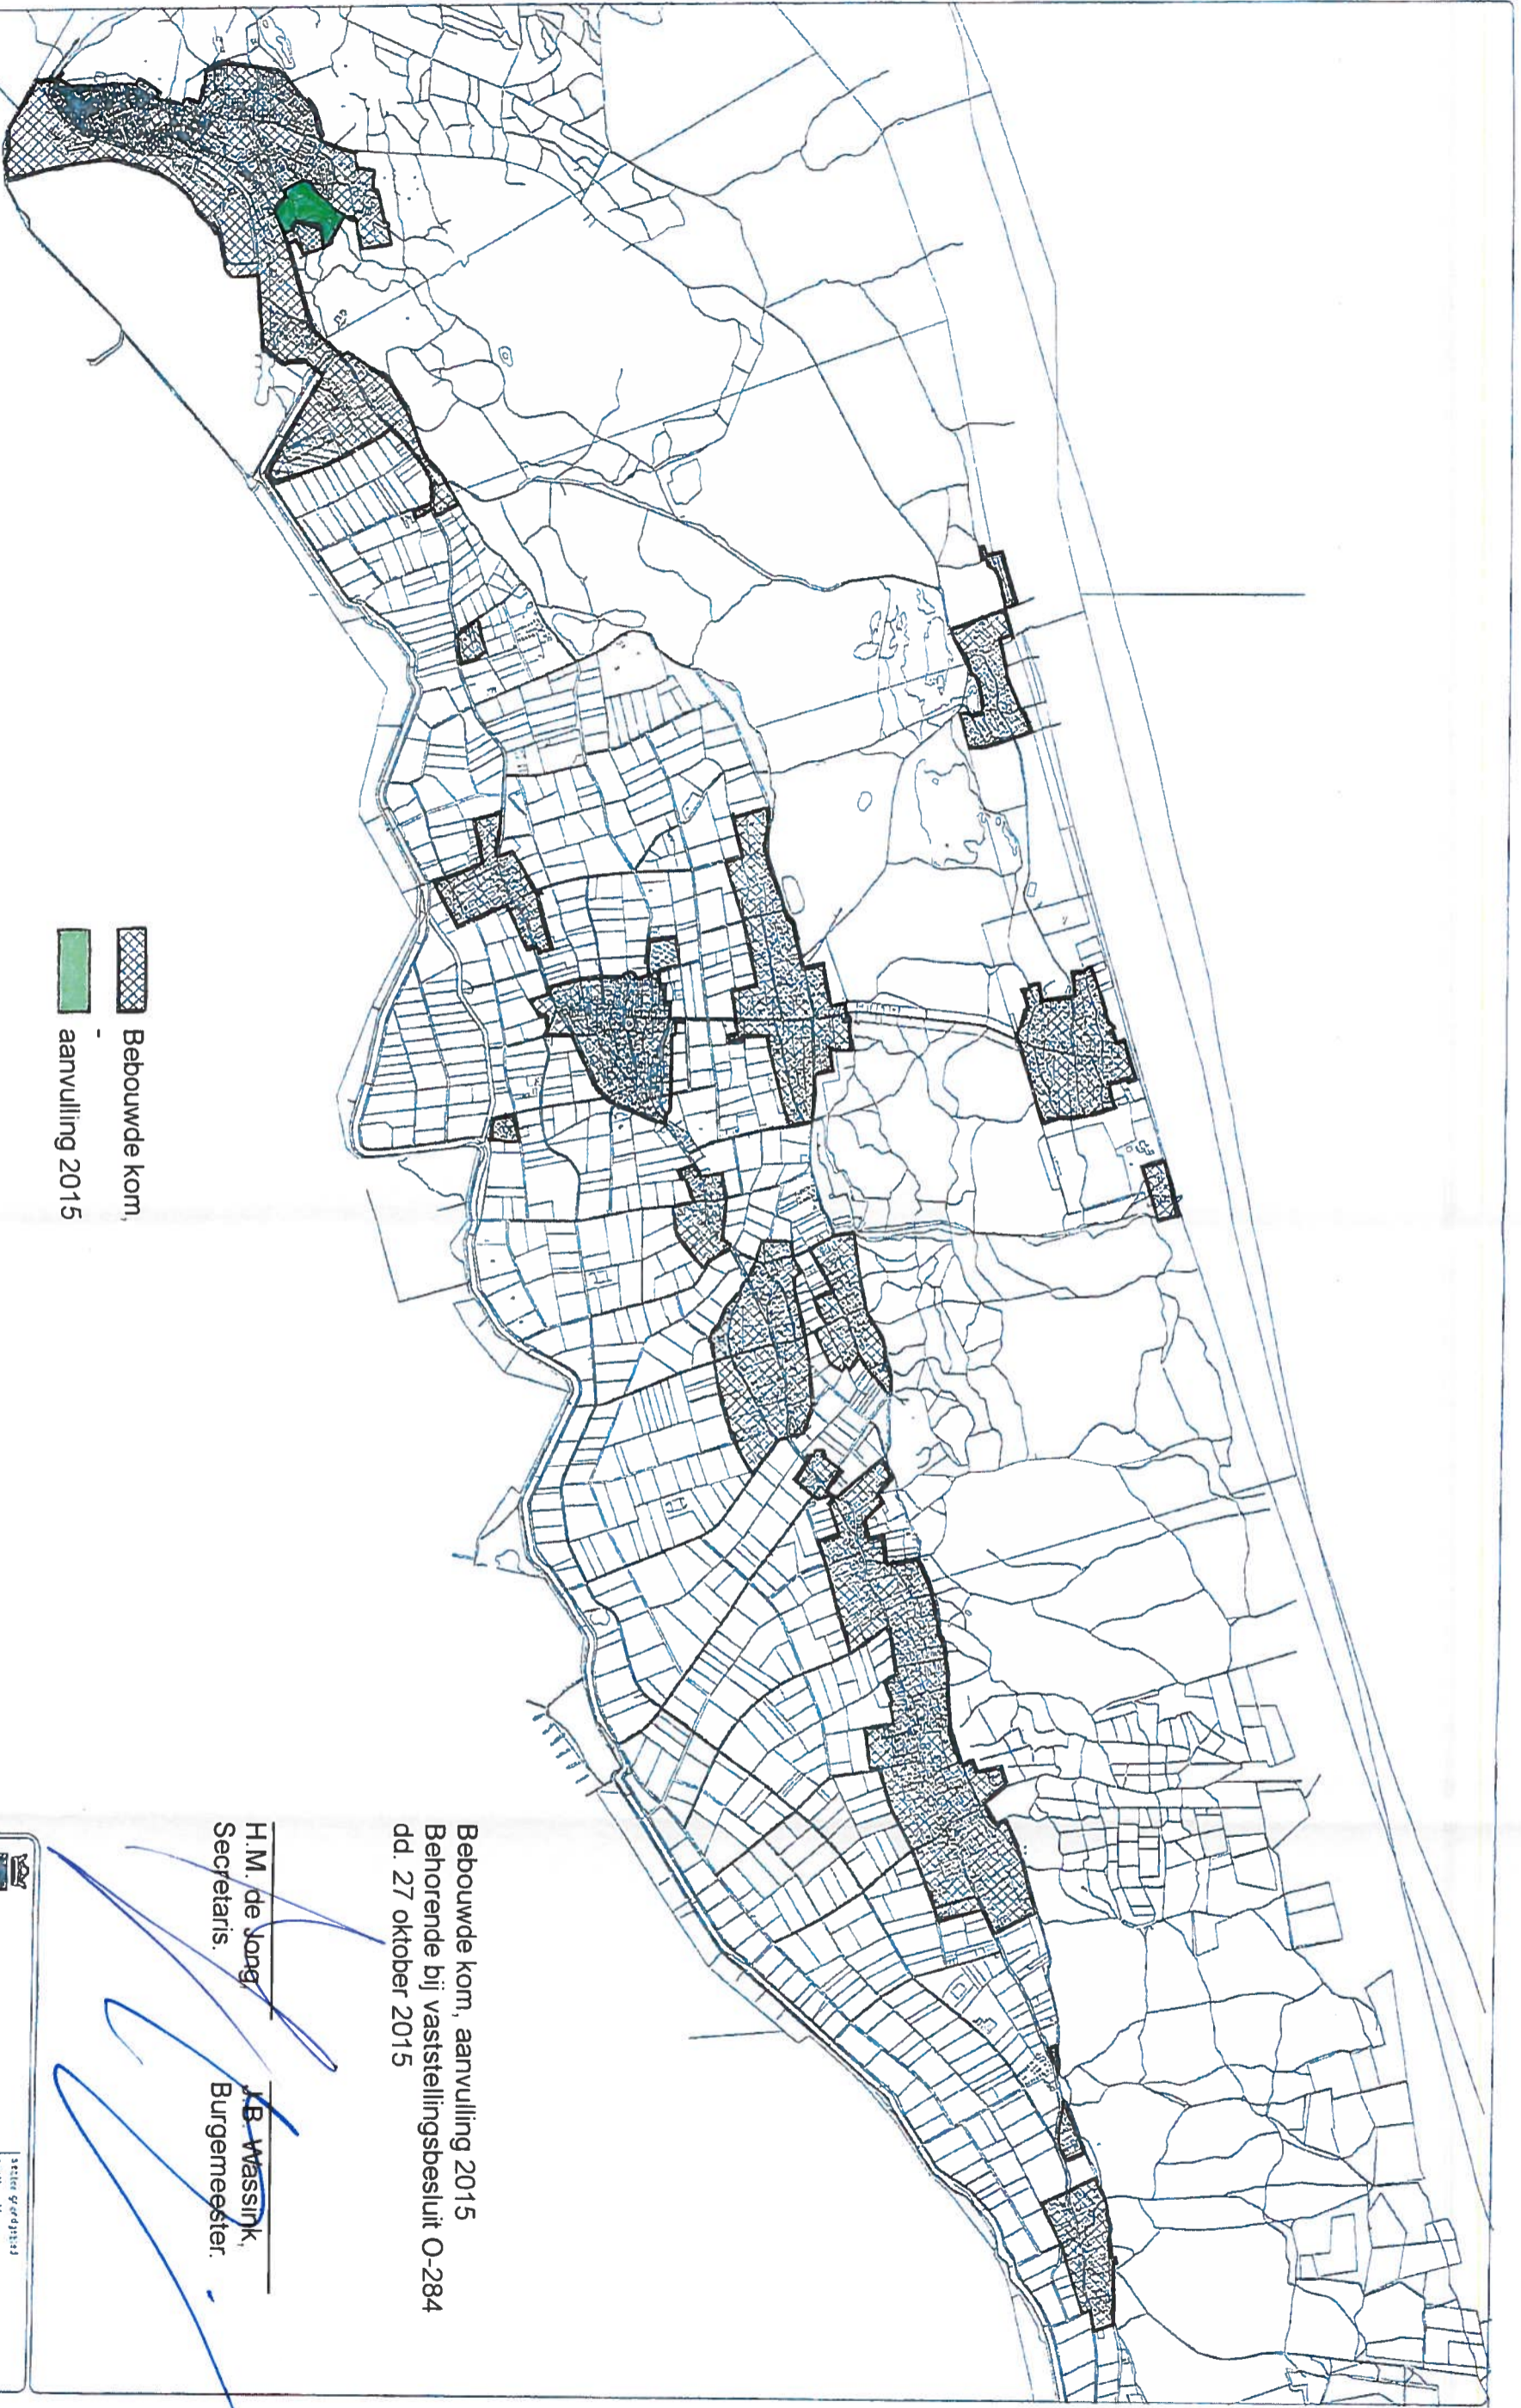 Bebouwde kom,
-
aanvulling 2015
Bebouwde kom, aanvulling 2015
Behorende bij vaststellingsbesluit O-284
dd. 27 oktober 2015
H.M. de Jong,
Secretaris.
J.B. Wassink,
Burgemeester.